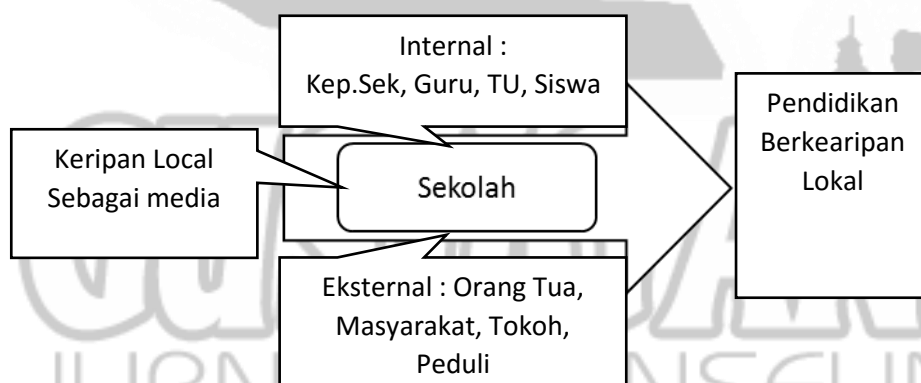 Internal :
Kep.Sek, Guru, TU, Siswa
Keripan Local
Sebagai media
Sekolah
Pendidikan
Berkearipan
Lokal
Eksternal : Orang Tua,
Masyarakat, Tokoh,
Peduli